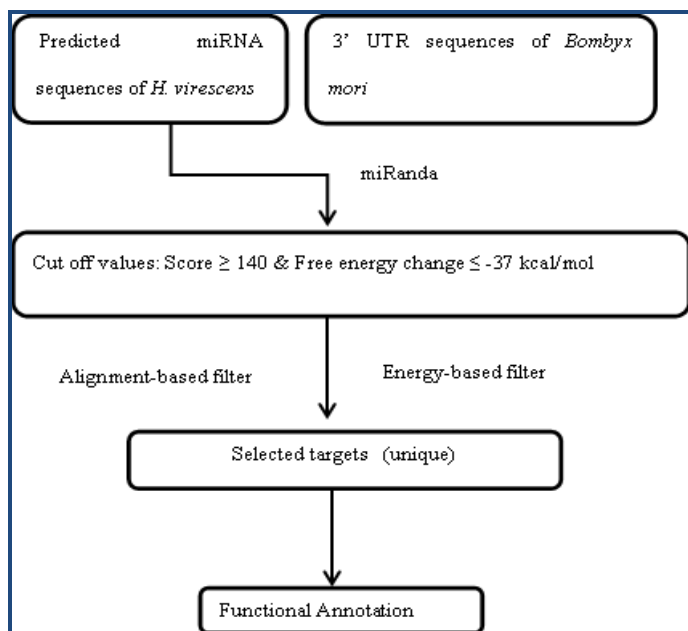 Predicted miRNA
sequences of H. virescens
3’ UTR sequences of Bombyx
mori
miRanda
Cut off values: Score ≥ 140 & Free energy change ≤ -37 kcal/mol
Alignment-based filter
Energy-based filter
Selected targets (unique)
Functional Annotation